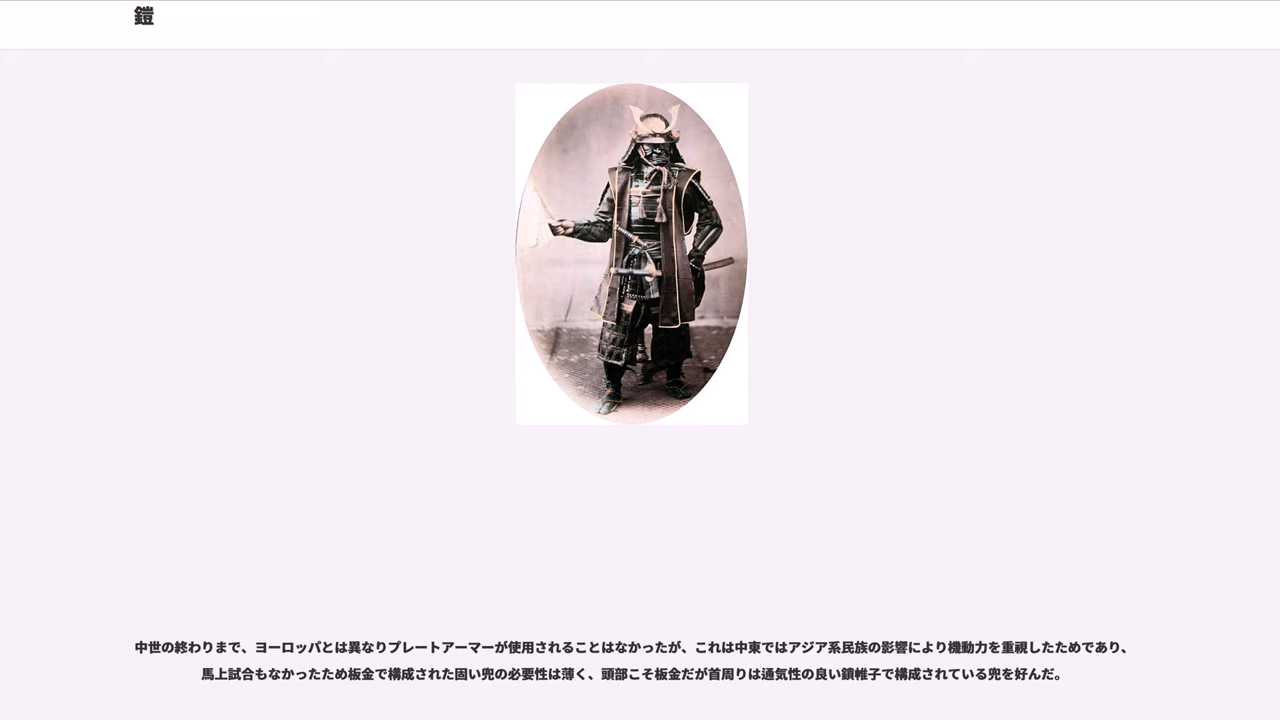 鎧
中世の終わりまで、ヨーロッパとは異なりプレートアーマーが使用されることはなかったが、これは中東ではアジア系民族の影響により機動力を重視したためであり、
馬上試合もなかったため板金で構成された固い兜の必要性は薄く、頭部こそ板金だが首周りは通気性の良い鎖帷子で構成されている兜を好んだ。